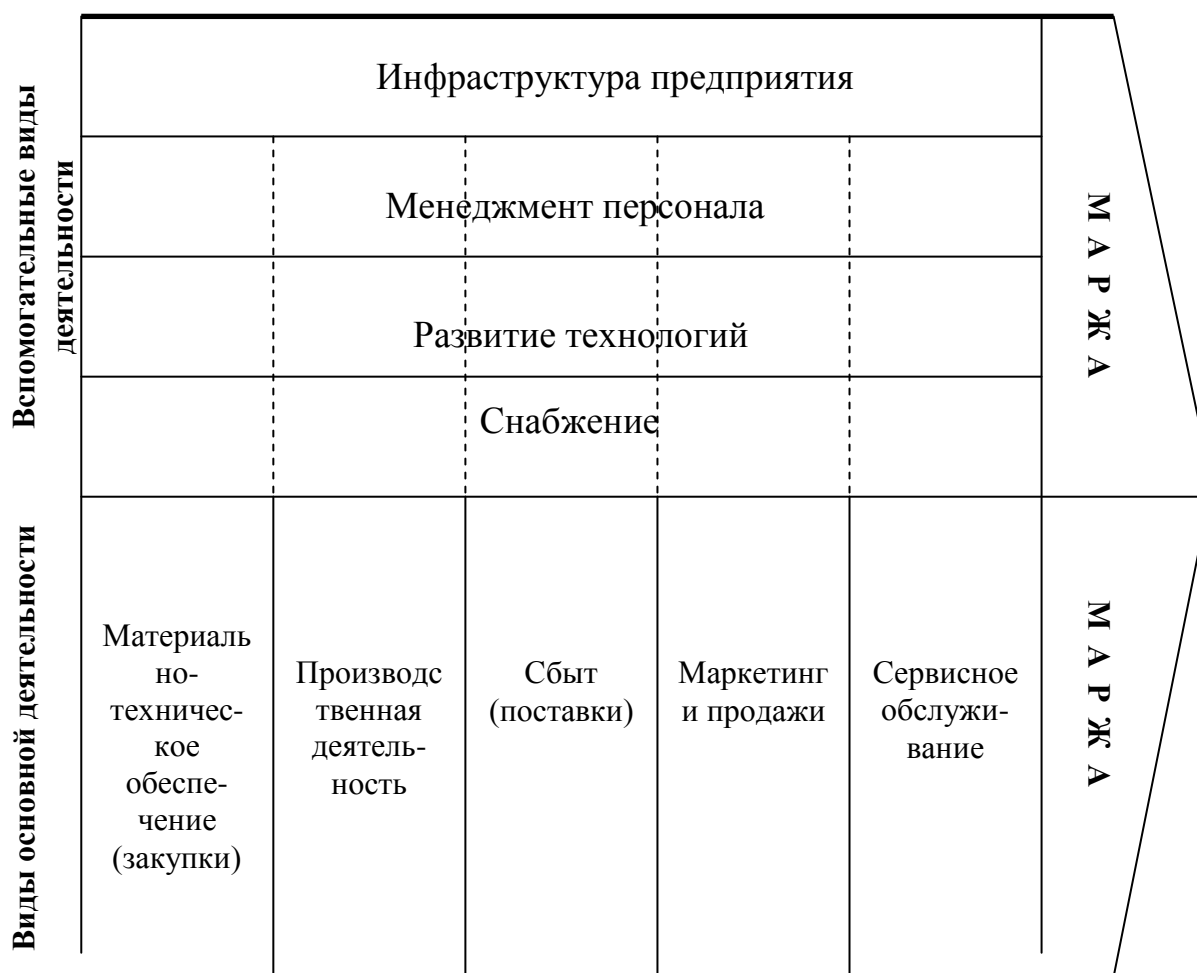 Вспомогательные виды
деятельности
Инфраструктура предприятия
Менеджмент персонала
Развитие технологий
Снабжение
М А Р Ж А
Виды основной деятельности
Материаль
но-
техничес-
кое
обеспе-
чение
(закупки)
Производс
твенная
деятель-
ность
Сбыт
(поставки)
Маркетинг
и продажи
Сервисное
обслужи-
вание
М А Р Ж А